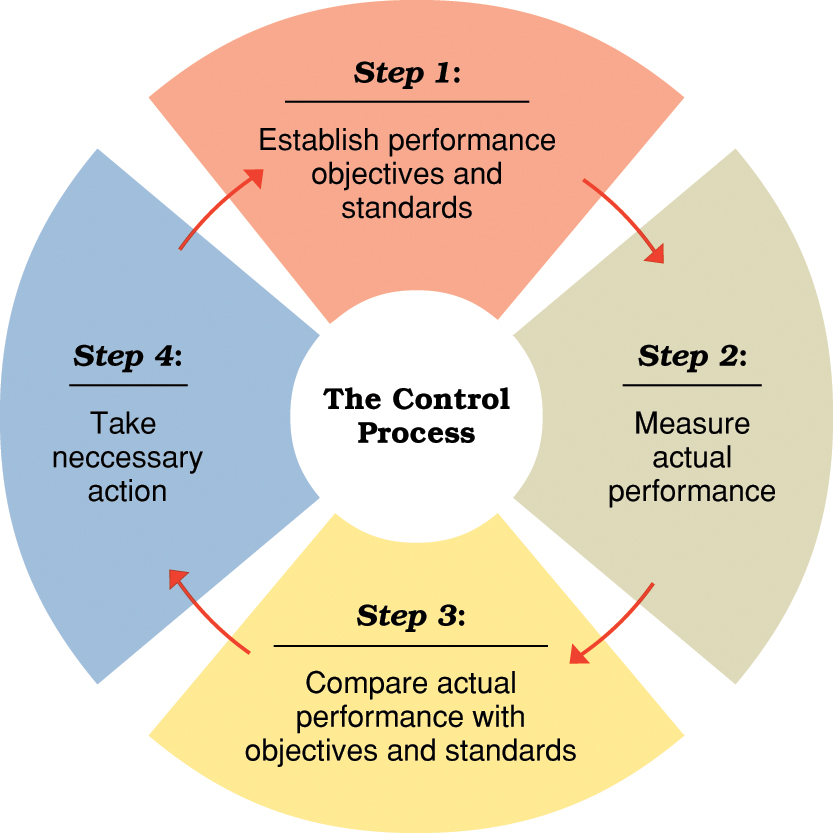 Step 1:
Establish performance
objectives and
standards
Step 2:
Measure
actual
performance
Step 3:
Compare actual
performance with
objectives and standards
Step 4:
Take
neccessary
action
The Control
Process